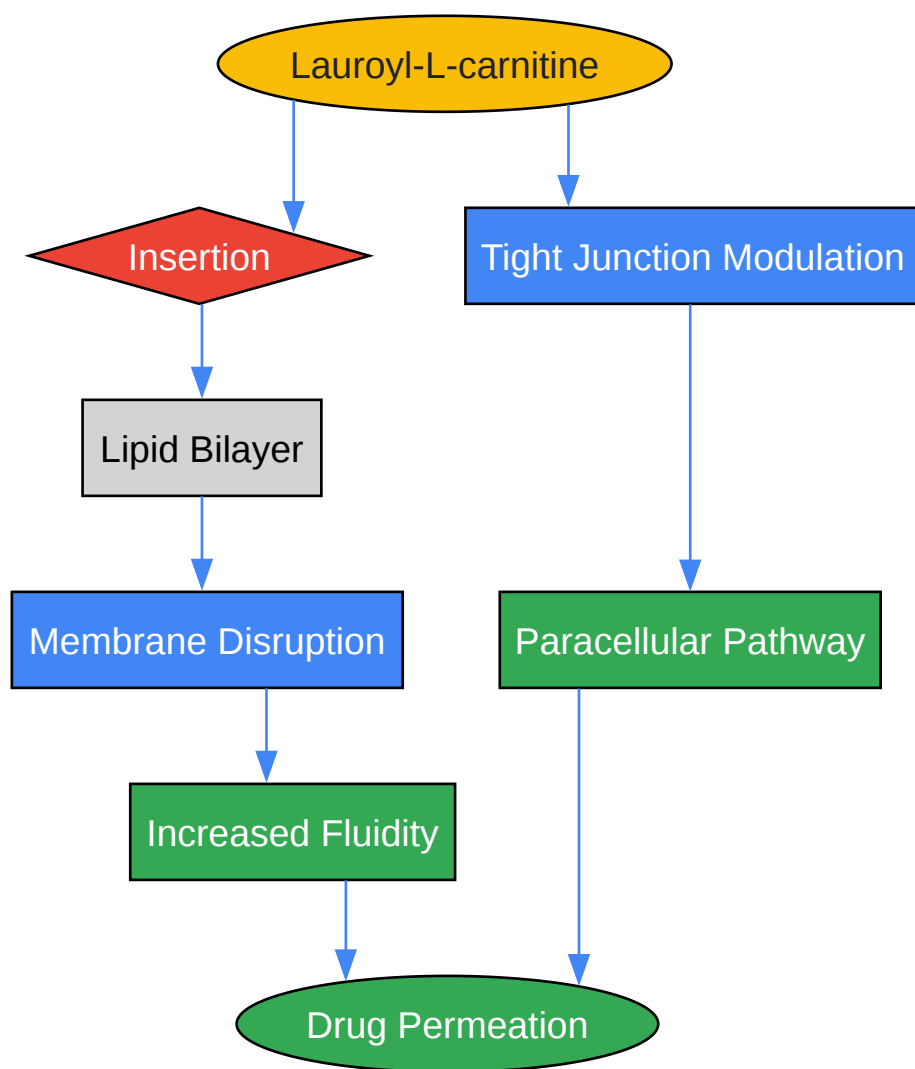 Lauroyl-L-carnitine
Insertion
Tight Junction Modulation
Lipid Bilayer
Membrane Disruption
Paracellular Pathway
Increased Fluidity
Drug Permeation